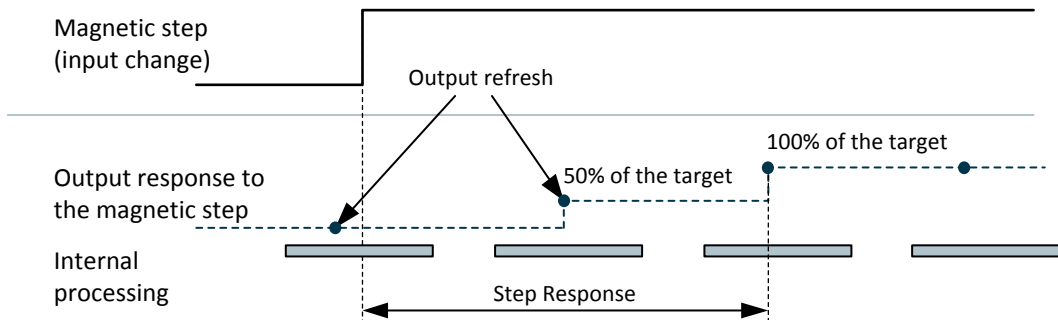 Magnetic step
(input change)
Output refresh
100% of the target
50% of the target
Output response to
the magnetic step
Internal
processing
Step Response